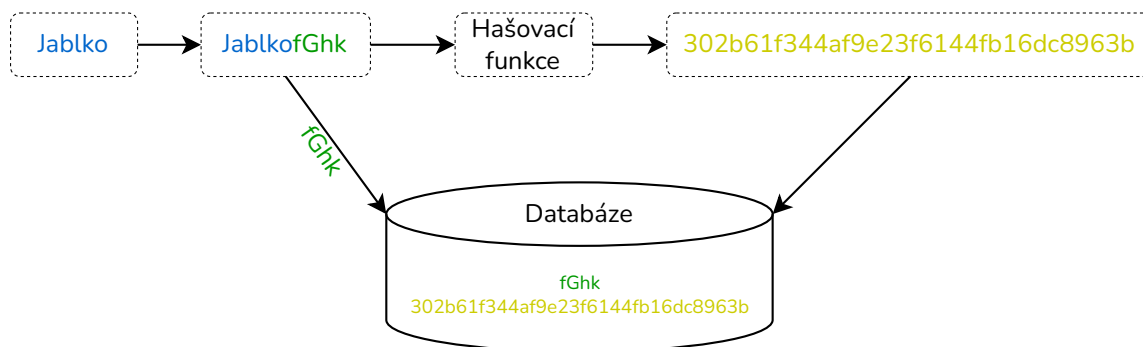 Jablko
JablkofGhk
Hašovací
funkce
302b61f344af9e23f6144fb16dc8963b
fGhk
Databáze
fGhk
302b61f344af9e23f6144fb16dc8963b